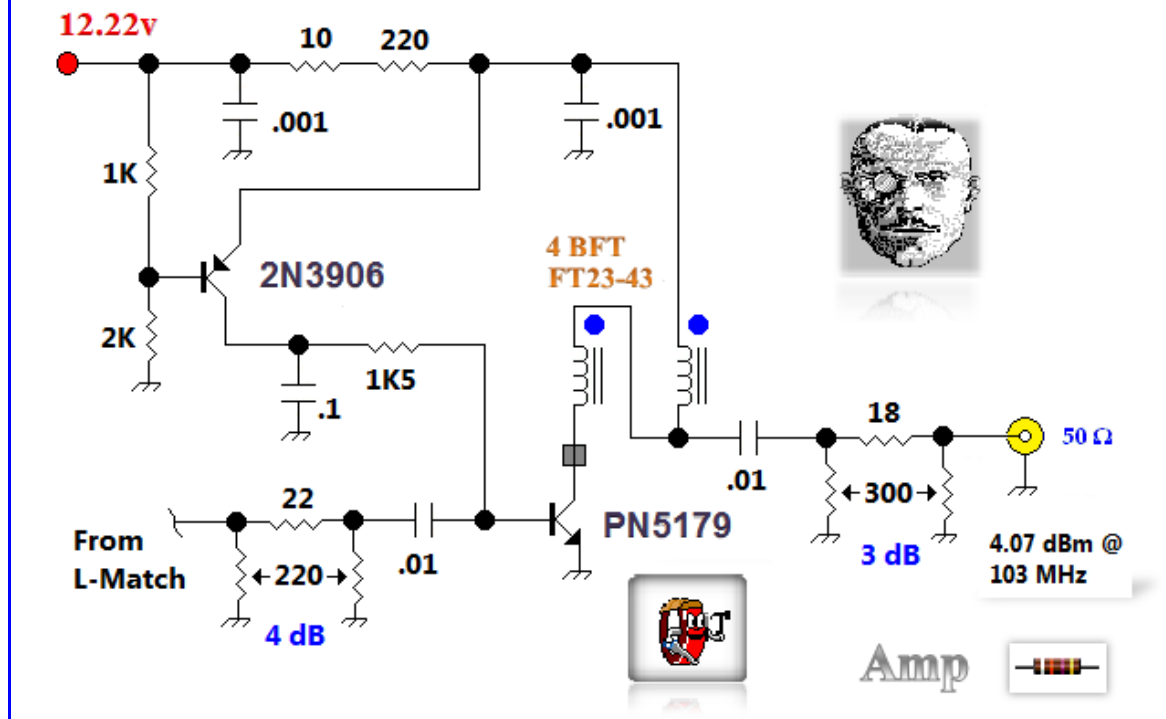 12.22v
10
220
.001
.001
1K
4 BFT
FT23-43
2N3906
2K
1K5
.1
18
50 Ω
.01
22
←300→
PN5179
From
L-Match
←220→
.01
3 dB
4.07 dBm @
103 MHz
4 dB
Amp